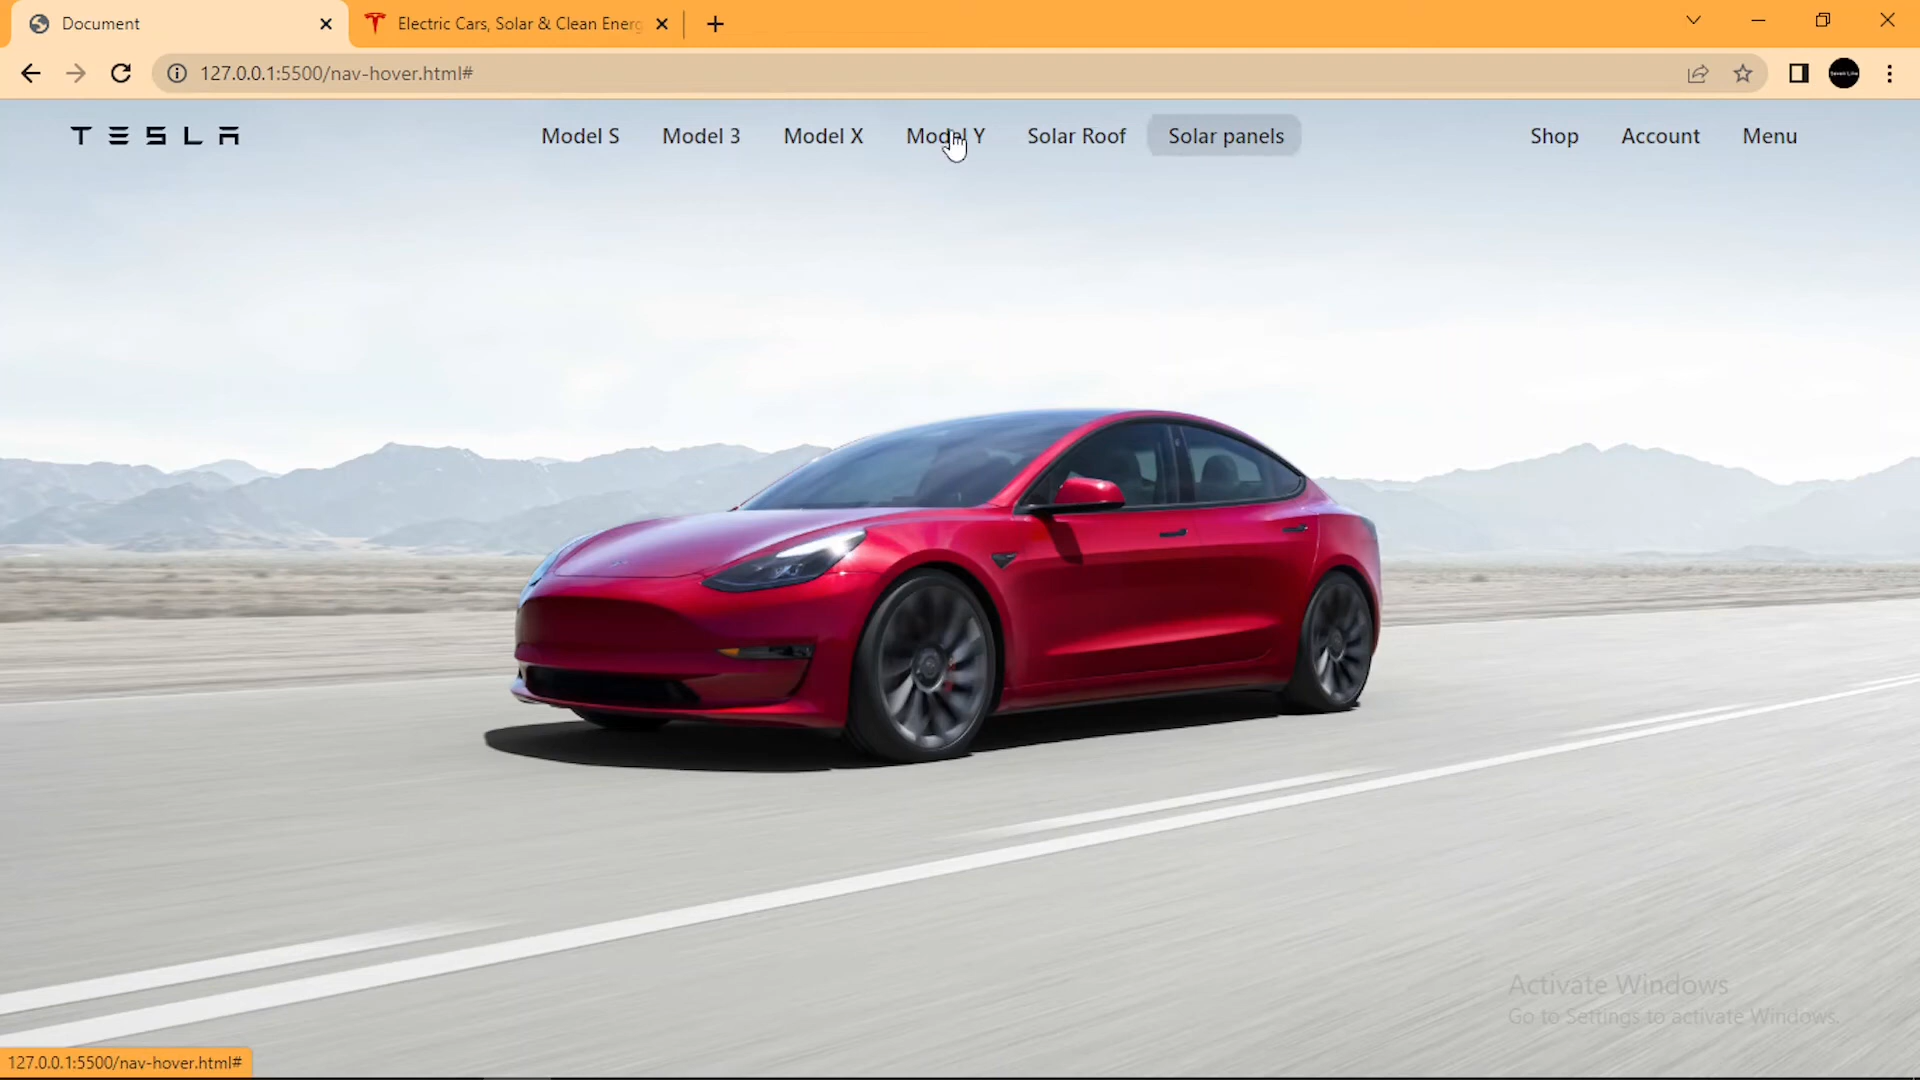 Document
Electric Cars, Solar & Clean Energ
127.0.0.1:5500/nav-hover.html#
TESLA
Model S
Model 3
Model X
Model Y
Solar Roof
Solar panels
Shop
Account
Menu
Activate Windows
Go to Settings to activate Windows.
127.0.0.1:5500/nav-hover.html#